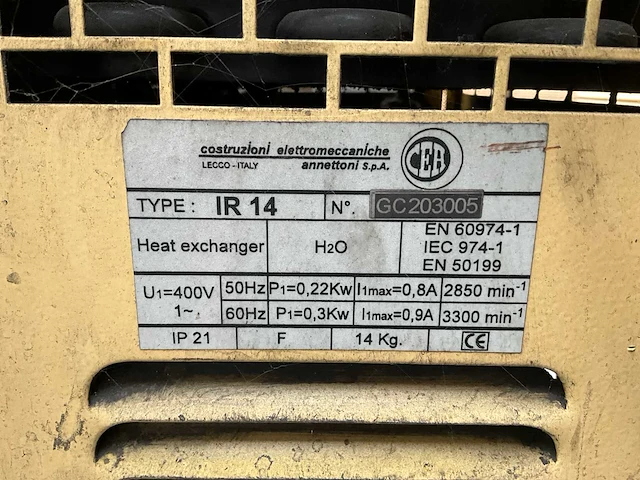 costruzioni elettromeccaniche
LECCO - ITALY annettoni S.p.A.
CEA
TYPE : IR 14 N°. GC203005
Heat exchanger H2O EN 60974-1
IEC 974-1
EN 50199
U1=400V 50Hz P1=0,22Kw I1max=0,8A 2850 min-1
1~ 60Hz P1=0,3Kw I1max=0,9A 3300 min-1
IP 21 F 14 Kg. CE